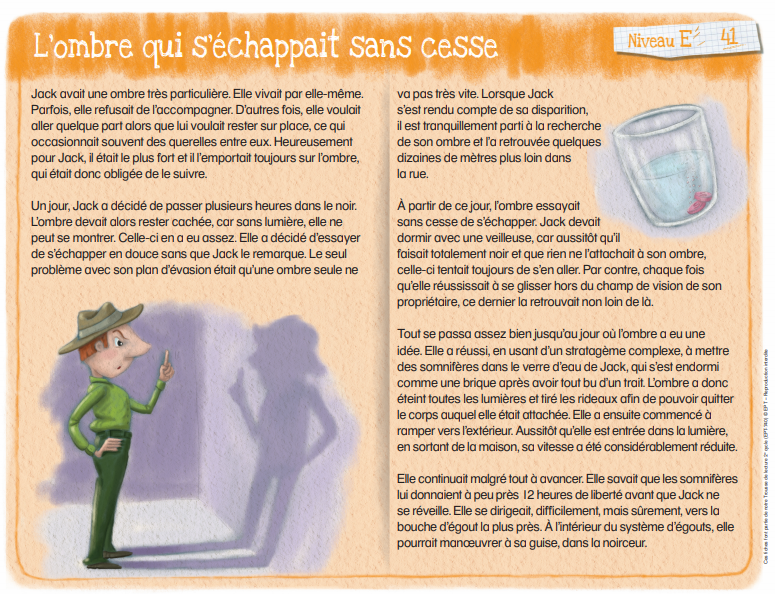 L'ombre qui s'échappait sans cesse
Niveau E 41
Jack avait une ombre très particulière. Elle vivait par elle-même.
Parfois, elle refusait de l'accompagner. D'autres fois, elle voulait
aller quelque part alors que lui voulait rester sur place, ce qui
occasionnait souvent des querelles entre eux. Heureusement
pour Jack, il était le plus fort et il l'emportait toujours sur l'ombre,
qui était donc obligée de le suivre.
Un jour, Jack a décidé de passer plusieurs heures dans le noir.
L'ombre devait alors rester cachée, car sans lumière, elle ne
peut se montrer. Celle-ci en a eu assez. Elle a décidé d'essayer
de s'échapper en douce sans que Jack le remarque. Le seul
problème avec son plan d'évasion était qu'une ombre seule ne
va pas très vite. Lorsque Jack
s'est rendu compte de sa disparition,
il est tranquillement parti à la recherche
de son ombre et l'a retrouvée quelques
dizaines de mètres plus loin dans
la rue.
À partir de ce jour, l'ombre essayait
sans cesse de s'échapper. Jack devait
dormir avec une veilleuse, car aussitôt qu'il
faisait totalement noir et que rien ne l'attachait à son ombre,
celle-ci tentait toujours de s'en aller. Par contre, chaque fois
qu'elle réussissait à se glisser hors du champ de vision de son
propriétaire, ce dernier la retrouvait non loin de là.
Tout se passa assez bien jusqu'au jour où l'ombre a eu une
idée. Elle a réussi, en usant d'un stratagème complexe, à mettre
des somnifères dans le verre d'eau de Jack, qui s'est endormi
comme une brique après avoir tout bu d'un trait. L'ombre a donc
éteint toutes les lumières et tiré les rideaux afin de pouvoir quitter
le corps auquel elle était attachée. Elle a ensuite commencé à
ramper vers l'extérieur. Aussitôt qu'elle est entrée dans la lumière,
en sortant de la maison, sa vitesse a été considérablement réduite.
Elle continuait malgré tout à avancer. Elle savait que les somnifères
lui donnaient à peu près 12 heures de liberté avant que Jack ne
se réveille. Elle se dirigeait, difficilement, mais sûrement, vers la
bouche d'égout la plus près. À l'intérieur du système d'égouts, elle
pourrait manœuvrer à sa guise, dans la noirceur.